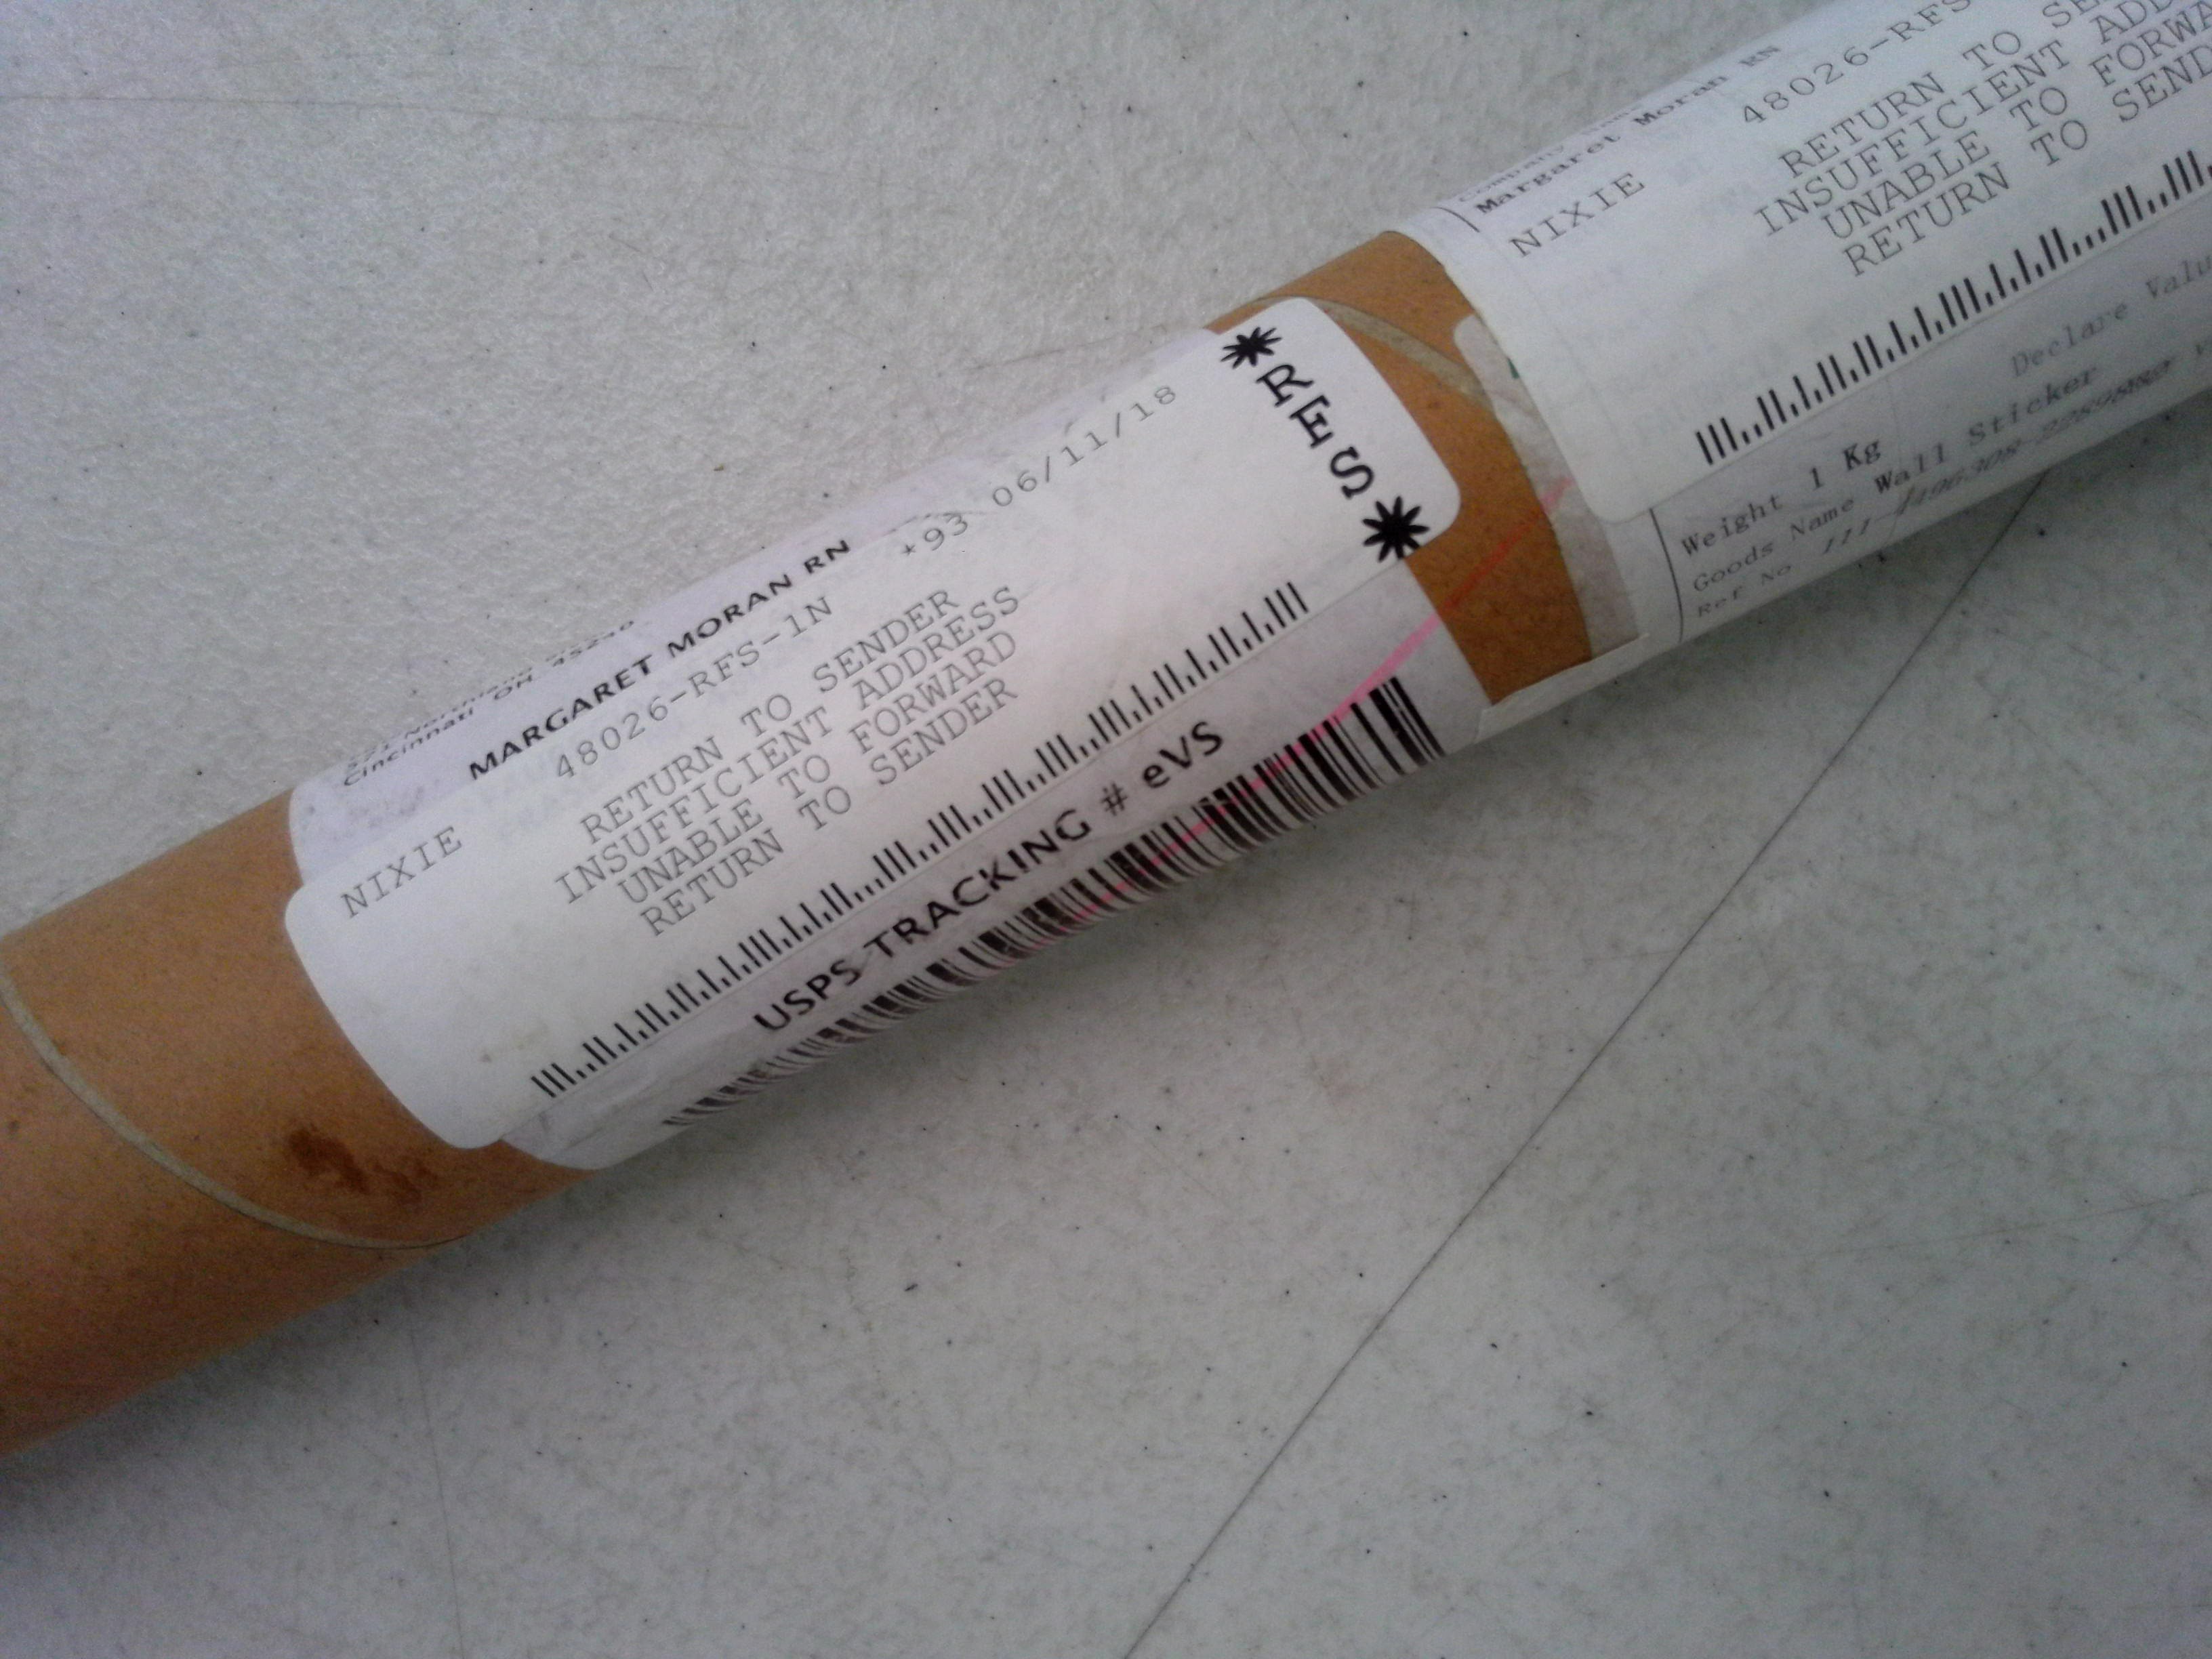 Cincinnati OH 45240
MARGARET MORAN RN
NIXIE 48026-RFS-1N *93 06/11/18
RETURN TO SENDER
INSUFFICIENT ADDRESS
UNABLE TO FORWARD
RETURN TO SENDER
*RFS*
USPS TRACKING # eVS
Margaret Moran RN
NIXIE 48026-RFS
RETURN TO SE
INSUFFICIENT ADD
UNABLE TO FORWA
RETURN TO SEND
Declare Valu
Weight 1 Kg
Goods Name Wall Sticker
Ref No